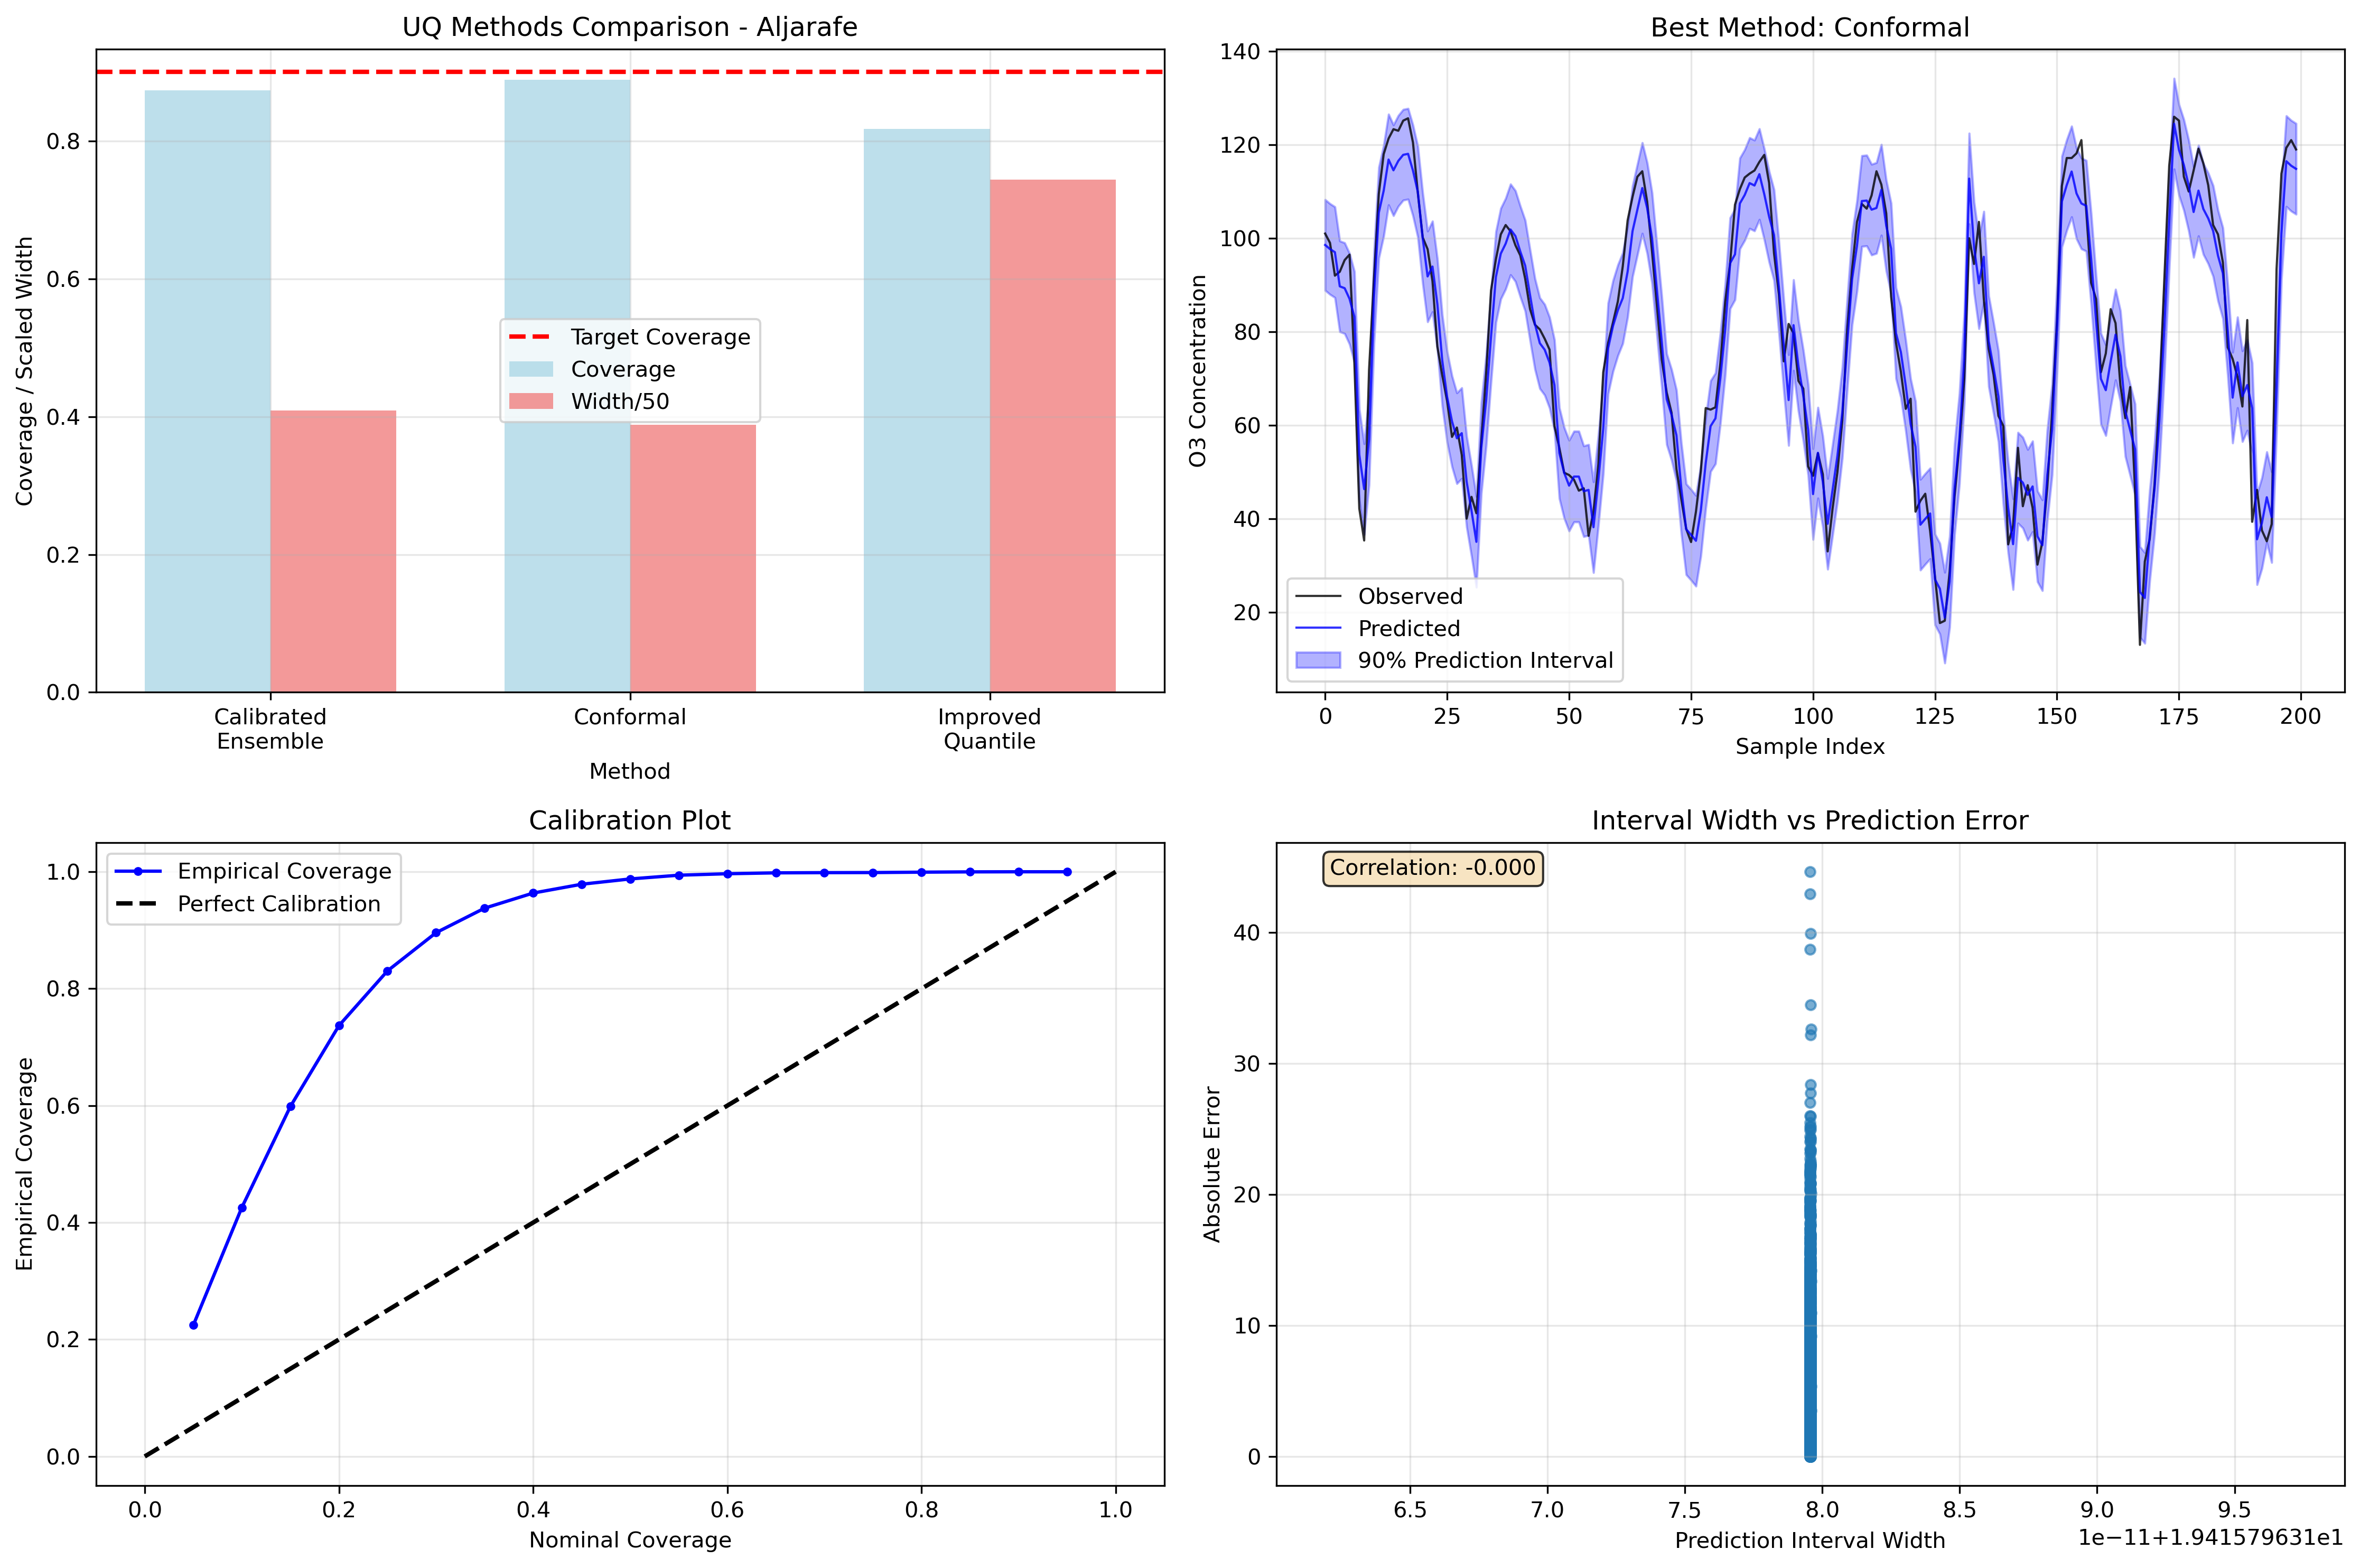 UQ Methods Comparison - Aljarafe
Coverage / Scaled Width
0.8
0.6
0.4
0.2
0.0
Target Coverage
Coverage
Width/50
Calibrated
Ensemble
Conformal
Improved
Quantile
Method
Best Method: Conformal
O3 Concentration
140
120
100
80
60
40
20
Observed
Predicted
90% Prediction Interval
0 25 50 75 100 125 150 175 200
Sample Index
Calibration Plot
Empirical Coverage
1.0
0.8
0.6
0.4
0.2
0.0
Empirical Coverage
Perfect Calibration
0.0 0.2 0.4 0.6 0.8 1.0
Nominal Coverage
Interval Width vs Prediction Error
Correlation: -0.000
Absolute Error
40
30
20
10
0
6.5 7.0 7.5 8.0 8.5 9.0 9.5
Prediction Interval Width
1e−11+1.941579631e1